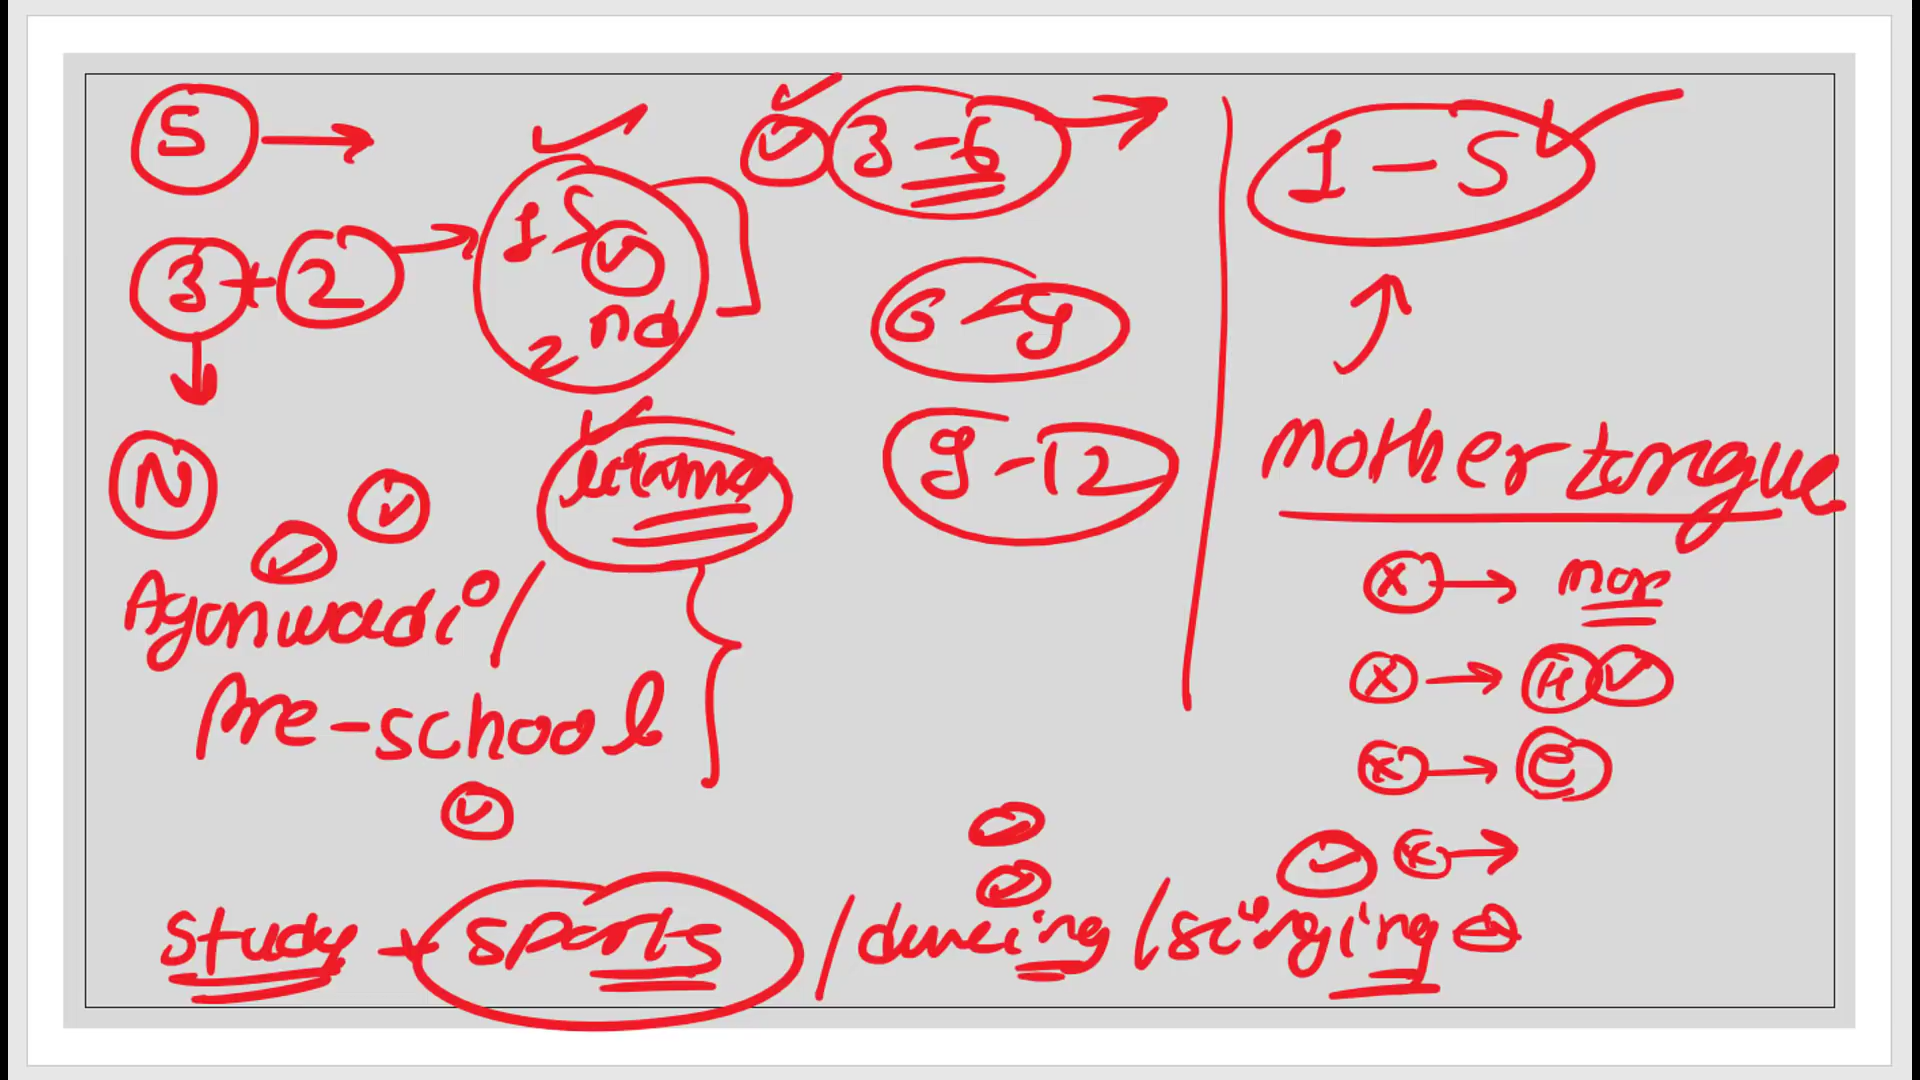 5 →
3 + 2 → 1st
2nd
N
Aganwadi /
Pre-school
3 – 6 →
6 – 9
9 – 12
1 – 5
mother tongue
X →
X → H
X → E
X →
study + sports / dancing / singing